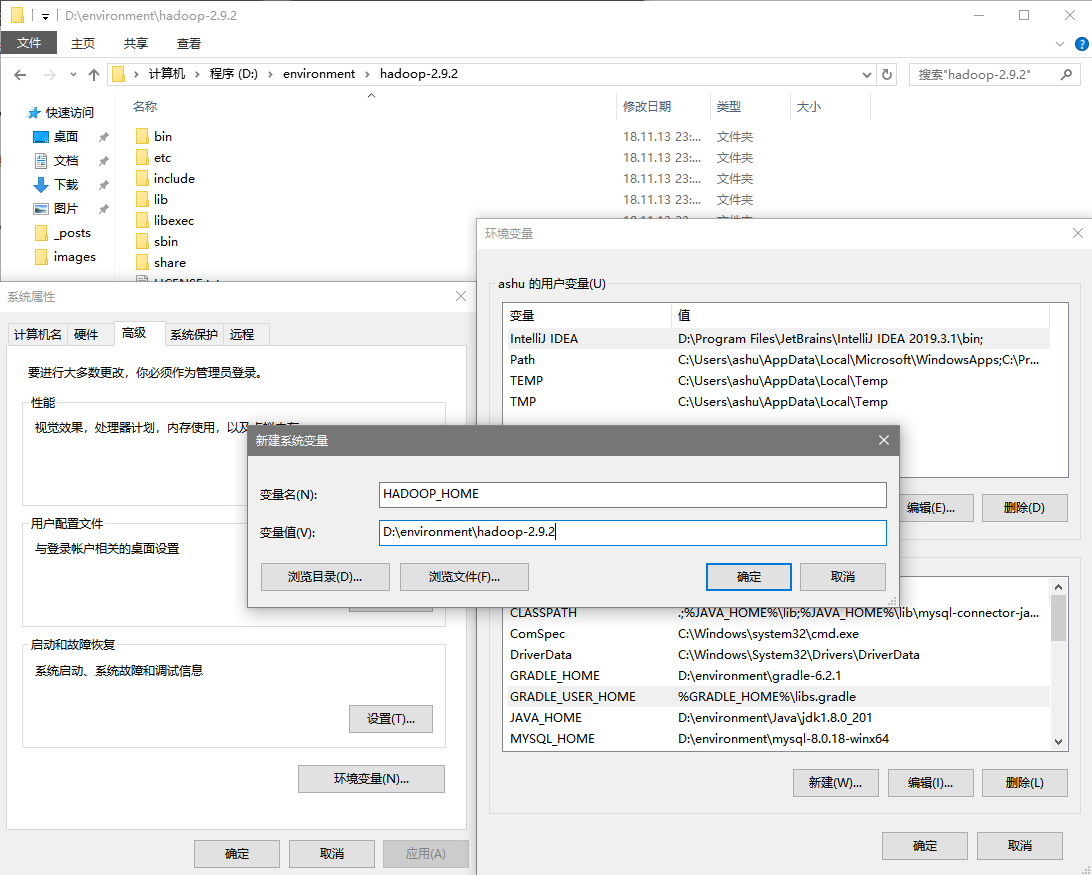 D:\environment\hadoop-2.9.2
文件 主页 共享 查看
计算机 程序 (D:) environment hadoop-2.9.2 搜索"hadoop-2.9.2"
快速访问
桌面
文档
下载
图片
_posts
images
名称 修改日期 类型 大小
bin 18.11.13 23:... 文件夹
etc 18.11.13 23:... 文件夹
include 18.11.13 23:... 文件夹
lib 18.11.13 23:... 文件夹
libexec
sbin
share
系统属性
计算机名 硬件 高级 系统保护 远程
要进行大多数更改，你必须作为管理员登录。
性能
视觉效果，处理器计划，内存使用，以及虚拟内存
用户配置文件
与登录帐户相关的桌面设置
启动和故障恢复
系统启动、系统故障和调试信息
设置(T)...
环境变量(N)...
确定 取消 应用(A)
环境变量
ashu 的用户变量(U)
变量 值
IntelliJ IDEA D:\Program Files\JetBrains\IntelliJ IDEA 2019.3.1\bin;
Path C:\Users\ashu\AppData\Local\Microsoft\WindowsApps;C:\Pr...
TEMP C:\Users\ashu\AppData\Local\Temp
TMP C:\Users\ashu\AppData\Local\Temp
编辑(E)... 删除(D)
新建系统变量
变量名(N): HADOOP_HOME
变量值(V): D:\environment\hadoop-2.9.2
浏览目录(D)... 浏览文件(F)... 确定 取消
CLASSPATH .;%JAVA_HOME%\lib;%JAVA_HOME%\lib\mysql-connector-ja...
ComSpec C:\Windows\system32\cmd.exe
DriverData C:\Windows\System32\Drivers\DriverData
GRADLE_HOME D:\environment\gradle-6.2.1
GRADLE_USER_HOME %GRADLE_HOME%\libs.gradle
JAVA_HOME D:\environment\Java\jdk1.8.0_201
MYSQL_HOME D:\environment\mysql-8.0.18-winx64
新建(W)... 编辑(I)... 删除(L)
确定 取消